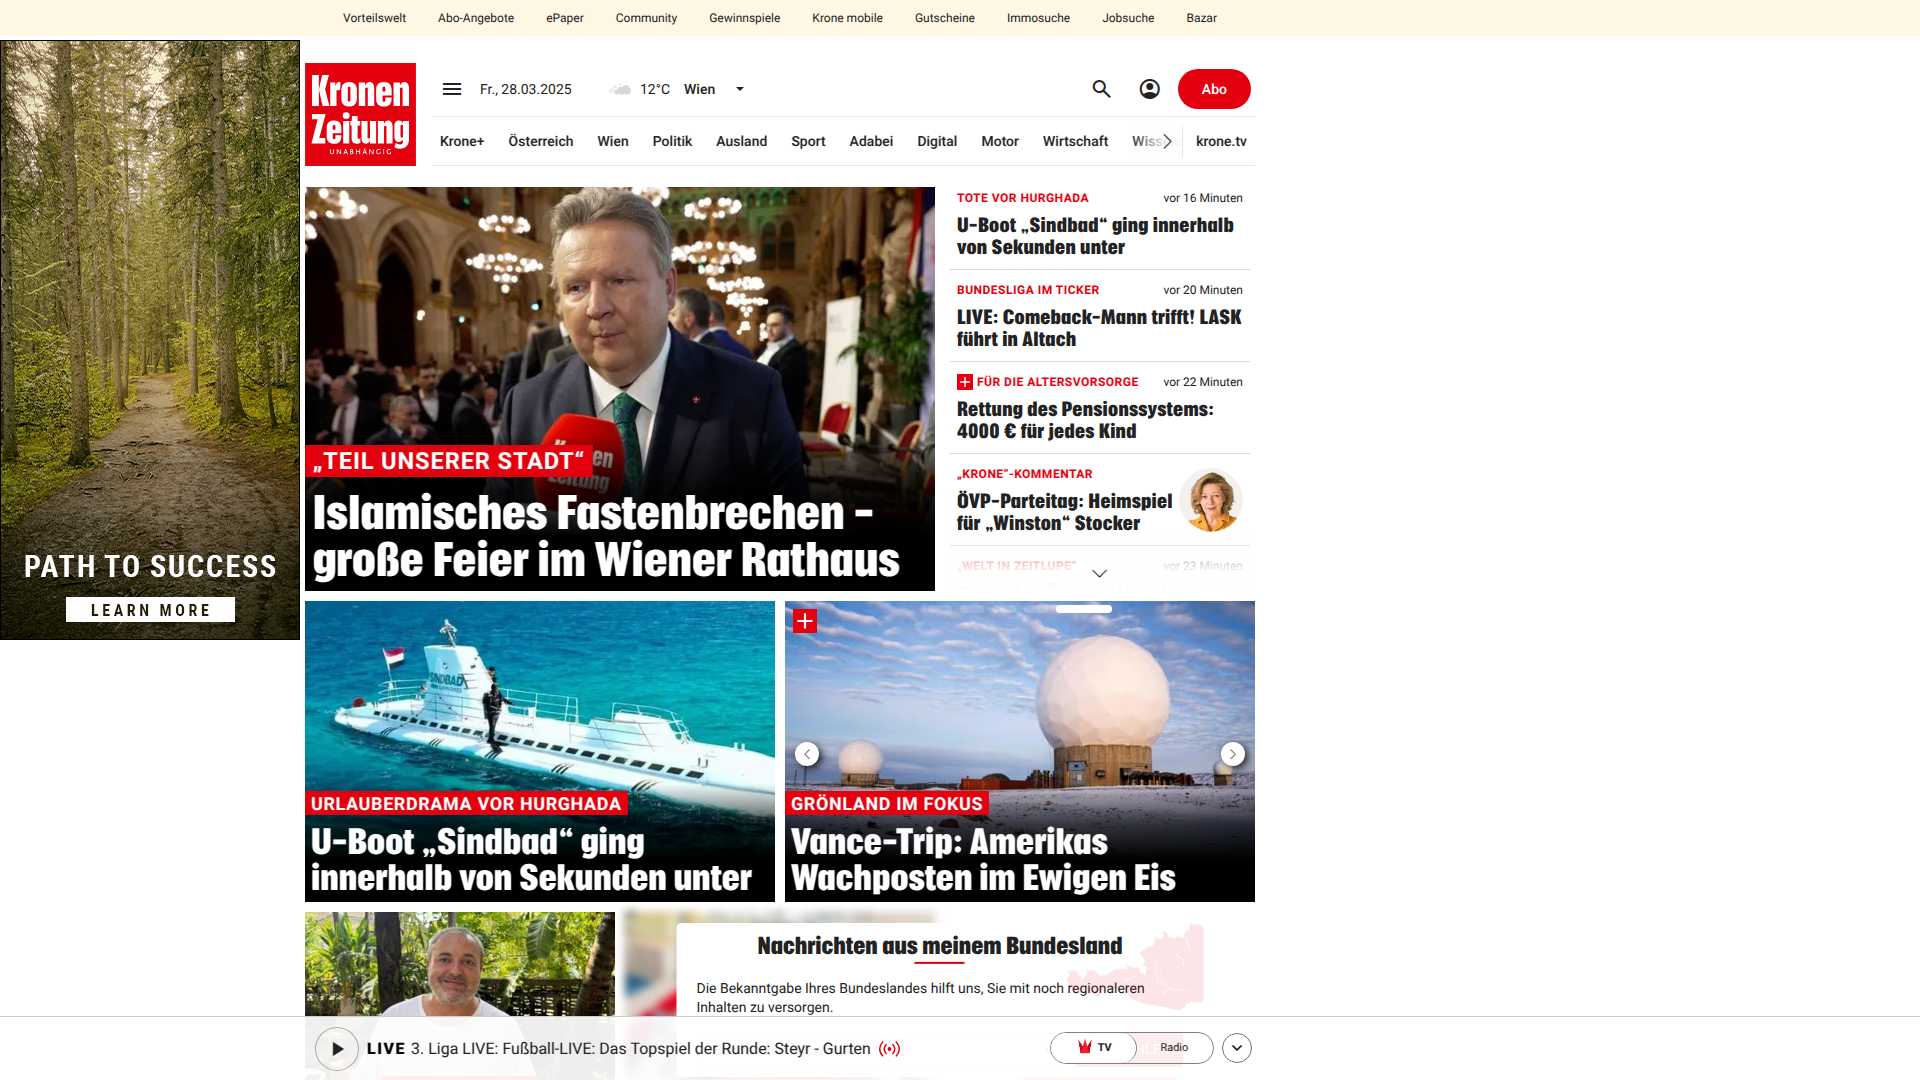 Vorteilswelt Abo-Angebote ePaper Community Gewinnspiele Krone mobile Gutscheine Immosuche Jobsuche Bazar
Kronen
Zeitung
UNABHÄNGIG
Fr., 28.03.2025 12°C Wien
Abo
Krone+ Österreich Wien Politik Ausland Sport Adabei Digital Motor Wirtschaft krone.tv
PATH TO SUCCESS
LEARN MORE
„TEIL UNSERER STADT“
Islamisches Fastenbrechen –
große Feier im Wiener Rathaus
TOTE VOR HURGHADA vor 16 Minuten
U-Boot „Sindbad“ ging innerhalb
von Sekunden unter
BUNDESLIGA IM TICKER vor 20 Minuten
LIVE: Comeback-Mann trifft! LASK
führt in Altach
FÜR DIE ALTERSVORSORGE vor 22 Minuten
Rettung des Pensionssystems:
4000 € für jedes Kind
„KRONE“-KOMMENTAR
ÖVP-Parteitag: Heimspiel
für „Winston“ Stocker
„WELT IN ZEITLUPE“ vor 23 Minuten
SINDBAD
URLAUBERDRAMA VOR HURGHADA
U-Boot „Sindbad“ ging
innerhalb von Sekunden unter
GRÖNLAND IM FOKUS
Vance-Trip: Amerikas
Wachposten im Ewigen Eis
Nachrichten aus meinem Bundesland
Die Bekanntgabe Ihres Bundeslandes hilft uns, Sie mit noch regionaleren
Inhalten zu versorgen.
LIVE 3. Liga LIVE: Fußball-LIVE: Das Topspiel der Runde: Steyr - Gurten
TV Radio